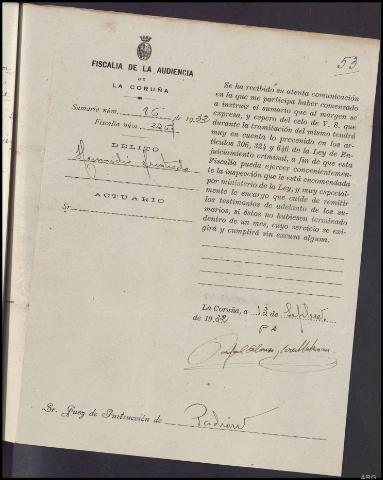 53
FISCALIA DE LA AUDIENCIA
DE
LA CORUÑA
Sumario núm. 86 de 1932
Fiscalía núm.
DELITO
ACTUARIO
Sr.
Se ha recibido su atenta comunicación
en la que me participa haber comenzado
a instruir el sumario que al margen se
expresa, y espero del celo de V. S. que
durante la tramitación del mismo tendrá
muy en cuenta lo prevenido en los ar-
tículos 306, 324 y 646 de la Ley de En-
juiciamiento criminal, a fin de que esta
Fiscalía pueda ejercer convenientemen-
te la inspección que le está encomendada
por ministerio de la Ley, y muy especial-
mente le encargo que cuide de remitir
los testimonios de adelanto de los su-
marios, si éstos no hubiesen terminado
dentro de un mes, cuyo servicio se exi-
girá y cumplirá sin excusa alguna.
La Coruña, a 12 de Septbre.
de 1932
P A
Sr. Juez de Instrucción de Padrón